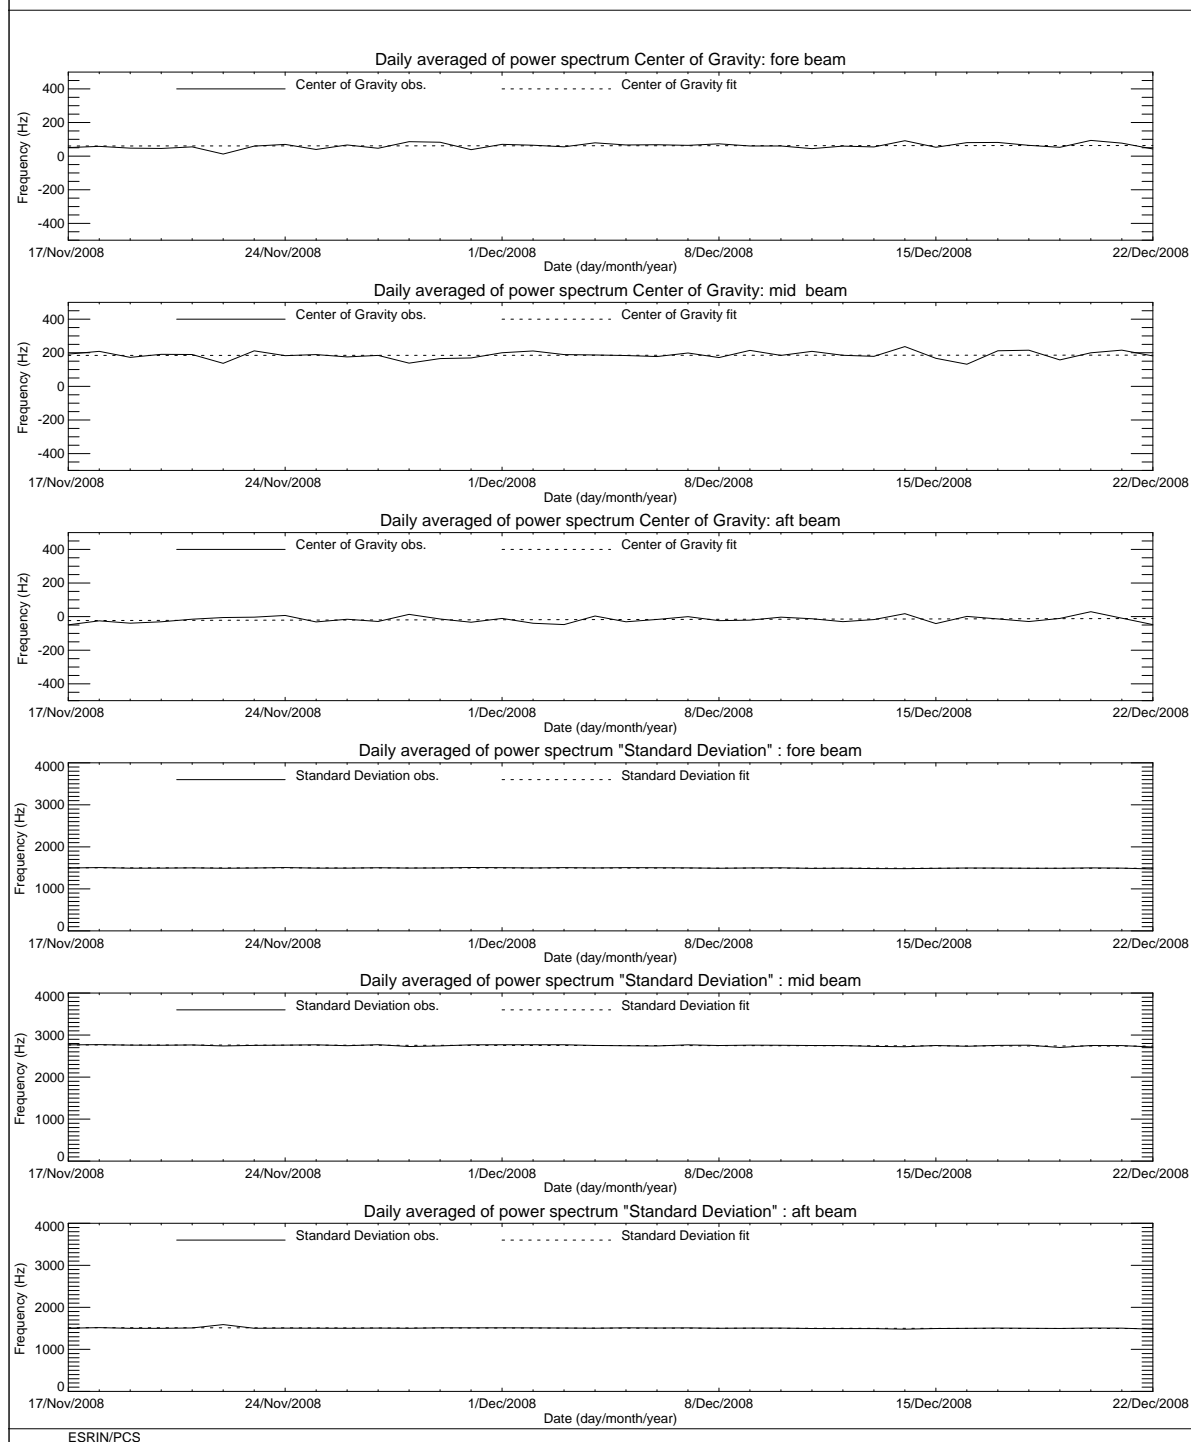 Daily averaged of power spectrum Center of Gravity: fore beam
Center of Gravity obs. Center of Gravity fit
Frequency (Hz)
400
200
0
-200
-400
17/Nov/2008 24/Nov/2008 1/Dec/2008 8/Dec/2008 15/Dec/2008 22/Dec/2008
Date (day/month/year)
Daily averaged of power spectrum Center of Gravity: mid beam
Center of Gravity obs. Center of Gravity fit
Frequency (Hz)
400
200
0
-200
-400
17/Nov/2008 24/Nov/2008 1/Dec/2008 8/Dec/2008 15/Dec/2008 22/Dec/2008
Date (day/month/year)
Daily averaged of power spectrum Center of Gravity: aft beam
Center of Gravity obs. Center of Gravity fit
Frequency (Hz)
400
200
0
-200
-400
17/Nov/2008 24/Nov/2008 1/Dec/2008 8/Dec/2008 15/Dec/2008 22/Dec/2008
Date (day/month/year)
Daily averaged of power spectrum "Standard Deviation" : fore beam
Standard Deviation obs. Standard Deviation fit
Frequency (Hz)
4000
3000
2000
1000
0
17/Nov/2008 24/Nov/2008 1/Dec/2008 8/Dec/2008 15/Dec/2008 22/Dec/2008
Date (day/month/year)
Daily averaged of power spectrum "Standard Deviation" : mid beam
Standard Deviation obs. Standard Deviation fit
Frequency (Hz)
4000
3000
2000
1000
0
17/Nov/2008 24/Nov/2008 1/Dec/2008 8/Dec/2008 15/Dec/2008 22/Dec/2008
Date (day/month/year)
Daily averaged of power spectrum "Standard Deviation" : aft beam
Standard Deviation obs. Standard Deviation fit
Frequency (Hz)
4000
3000
2000
1000
0
17/Nov/2008 24/Nov/2008 1/Dec/2008 8/Dec/2008 15/Dec/2008 22/Dec/2008
Date (day/month/year)
ESRIN/PCS